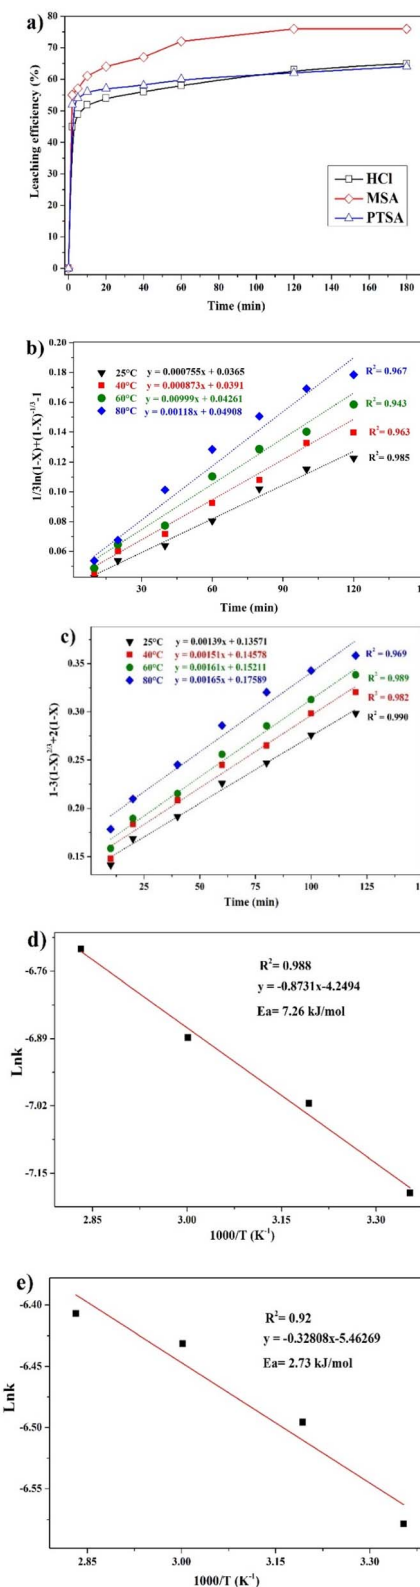 a)
80
70
60
50
40
30
20
10
0
Leaching efficiency (%)
HCl
MSA
PTSA
0 20 40 60 80 100 120 140 160 180
Time (min)
b)
0.20
0.18
0.16
0.14
0.12
0.10
0.08
0.06
1/3ln(1-X)+(1-X)^-1/3-1
25°C y = 0.000755x + 0.0365
40°C y = 0.000873x + 0.0391
60°C y = 0.00999x + 0.04261
80°C y = 0.00118x + 0.04908
R²= 0.967
R²= 0.943
R²= 0.963
R²= 0.985
30 60 90 120
Time (min)
c)
0.35
0.30
0.25
0.20
0.15
1-3(1-X)^2/3+2(1-X)
25°C y = 0.00139x + 0.13571
40°C y = 0.00151x + 0.14578
60°C y = 0.00161x + 0.15211
80°C y = 0.00165x + 0.17589
R²= 0.969
R²= 0.989
R²= 0.982
R²= 0.990
25 50 75 100 125
Time (min)
d)
-6.76
-6.89
-7.02
-7.15
Lnk
R²= 0.988
y = -0.8731x-4.2494
Ea= 7.26 kJ/mol
2.85 3.00 3.15 3.30
1000/T (K⁻¹)
e)
-6.40
-6.45
-6.50
-6.55
Lnk
R²= 0.92
y = -0.32808x-5.46269
Ea= 2.73 kJ/mol
2.85 3.00 3.15 3.30
1000/T (K⁻¹)